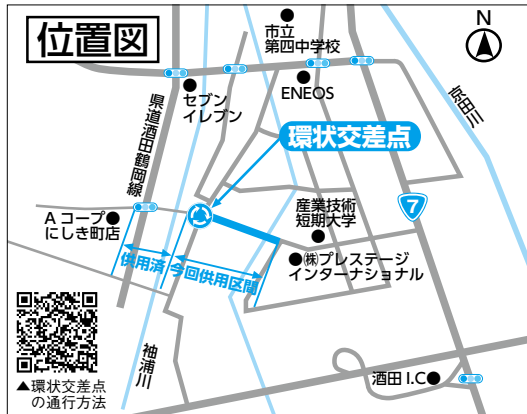 位置図
市立
第四中学校
N
セブン
イレブン
ENEOS
京田川
県道酒田鶴岡線
環状交差点
7
Aコープ
にしき町店
産業技術
短期大学
㈱プレステージ
インターナショナル
供用済
今回供用区間
袖浦川
▲環状交差点
の通行方法
酒田 I.C